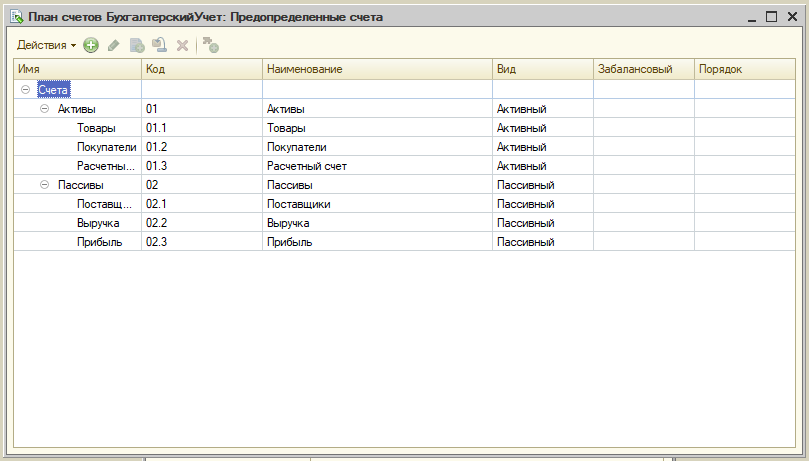 План счетов БухгалтерскийУчет: Предопределенные счета
Действия
Имя Код Наименование Вид Забалансовый Порядок
Счета
Активы 01 Активы Активный
Товары 01.1 Товары Активный
Покупатели 01.2 Покупатели Активный
Расчетны... 01.3 Расчетный счет Активный
Пассивы 02 Пассивы Пассивный
Поставщ... 02.1 Поставщики Пассивный
Выручка 02.2 Выручка Пассивный
Прибыль 02.3 Прибыль Пассивный